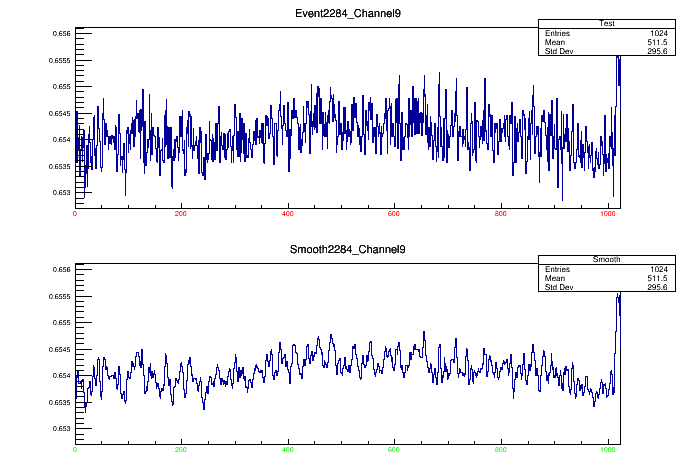 Event2284_Channel9
Test
Entries 1024
Mean 511.5
Std Dev 295.6
0.656
0.6555
0.655
0.6545
0.654
0.6535
0.653
0 200 400 600 800 1000
Smooth2284_Channel9
Smooth
Entries 1024
Mean 511.5
Std Dev 295.6
0.656
0.6555
0.655
0.6545
0.654
0.6535
0.653
0 200 400 600 800 1000